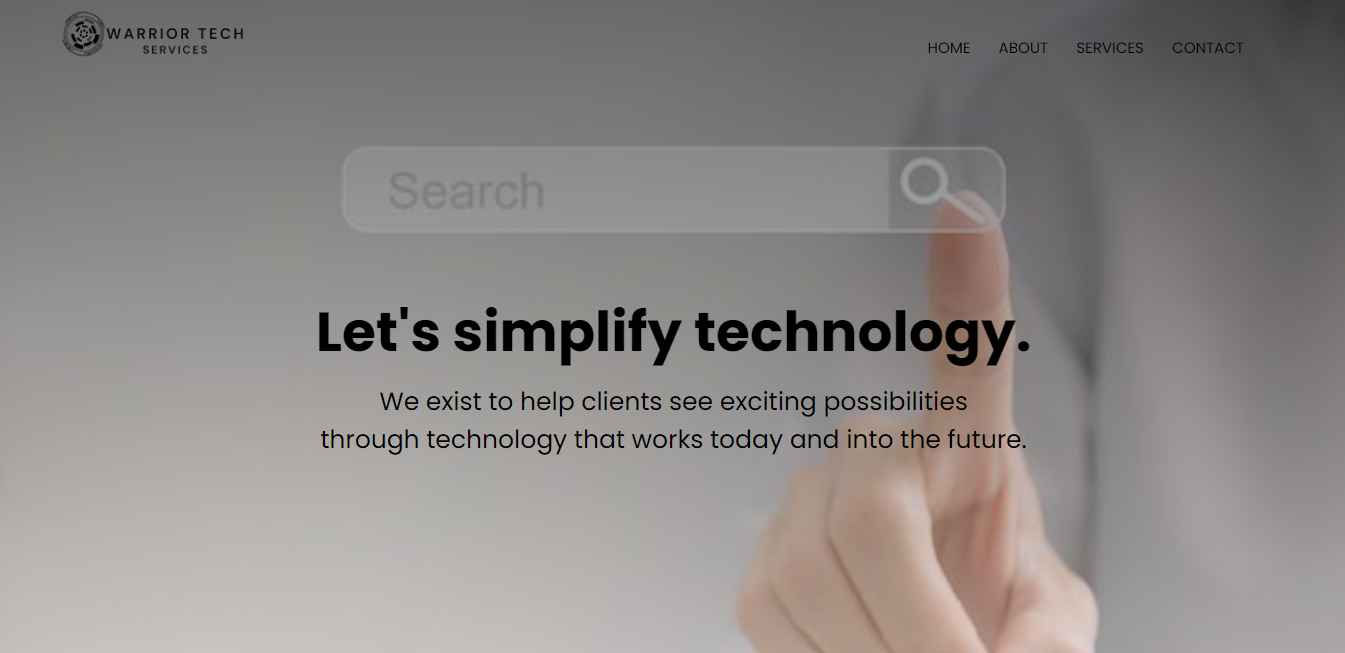 WARRIOR TECH
SERVICES
HOME ABOUT SERVICES CONTACT
Search
Let's simplify technology.
We exist to help clients see exciting possibilities
through technology that works today and into the future.